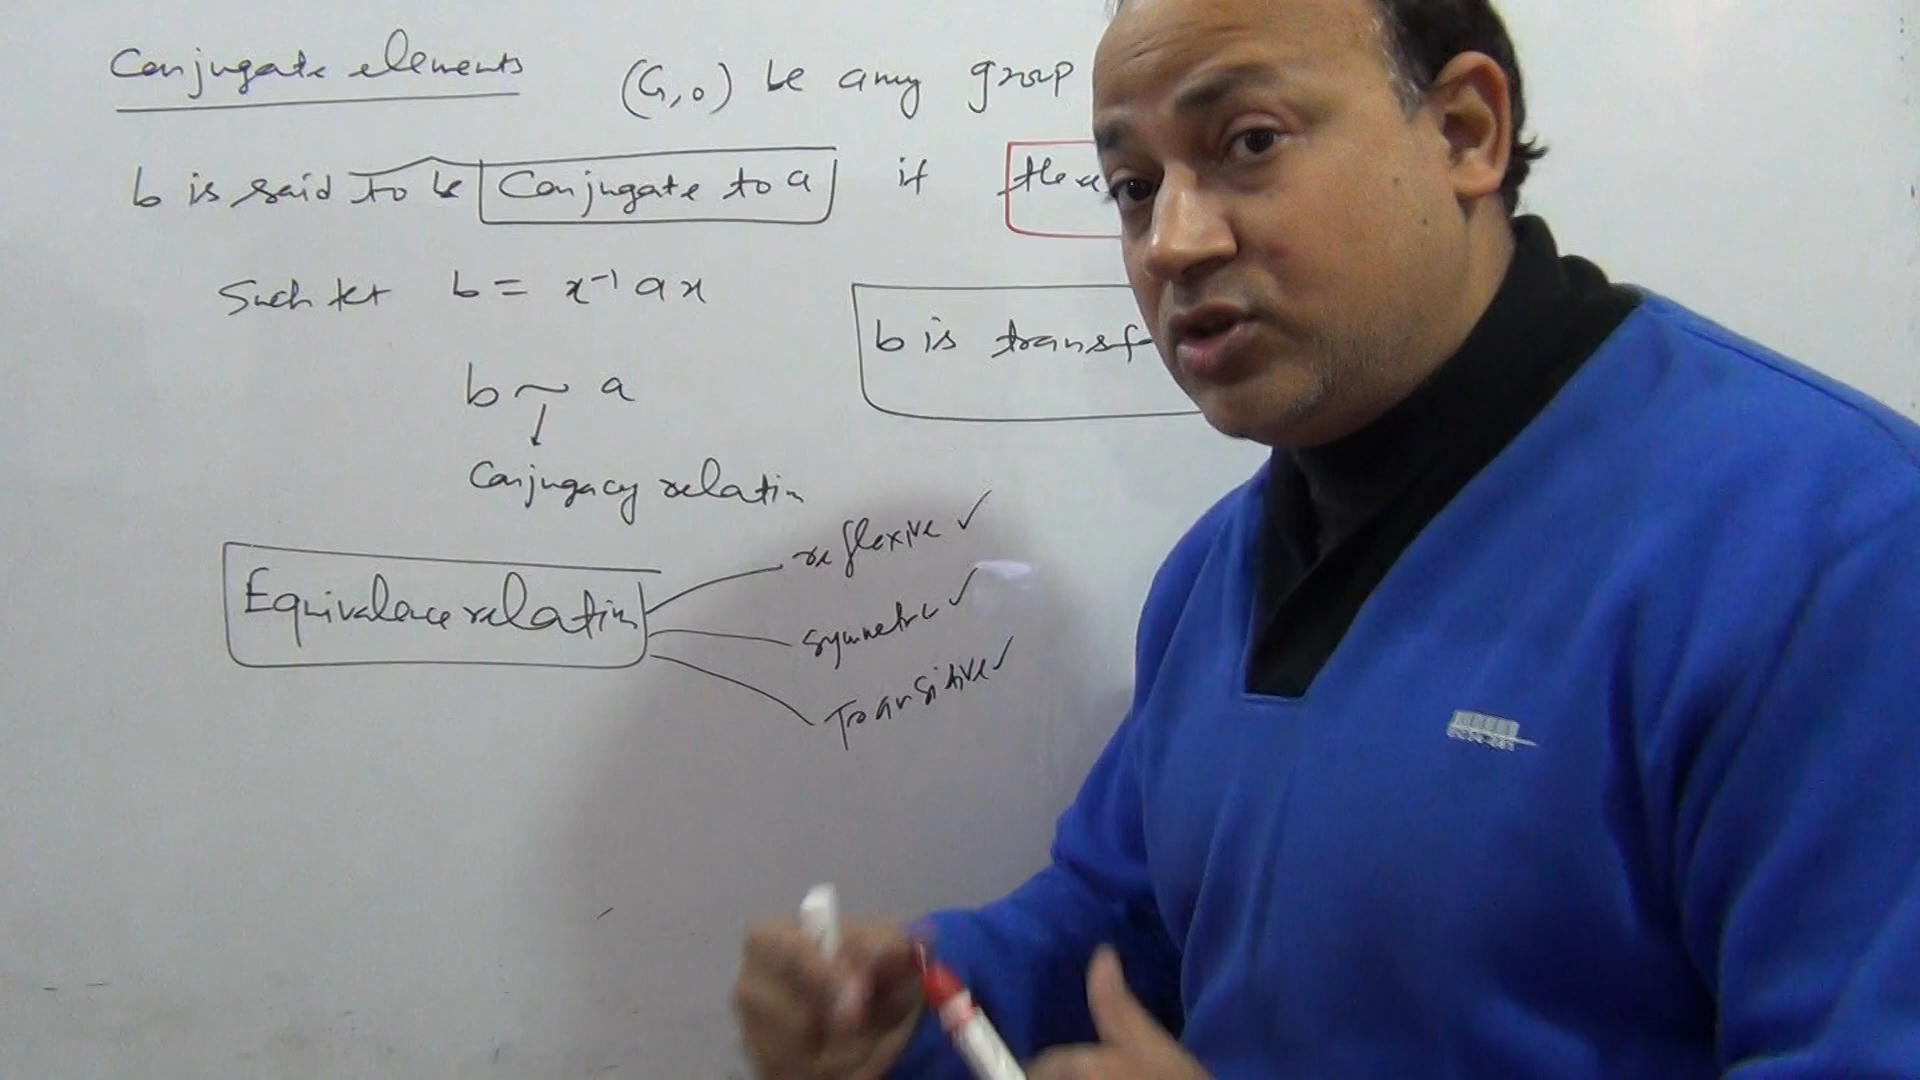 Conjugate elements
(G,o) be any group
b is said to be Conjugate to a if
Such that b = x⁻¹ a x
b is
b ~ a
Conjugacy relation
Equivalence relation
reflexive ✓
symmetric ✓
Transitive ✓